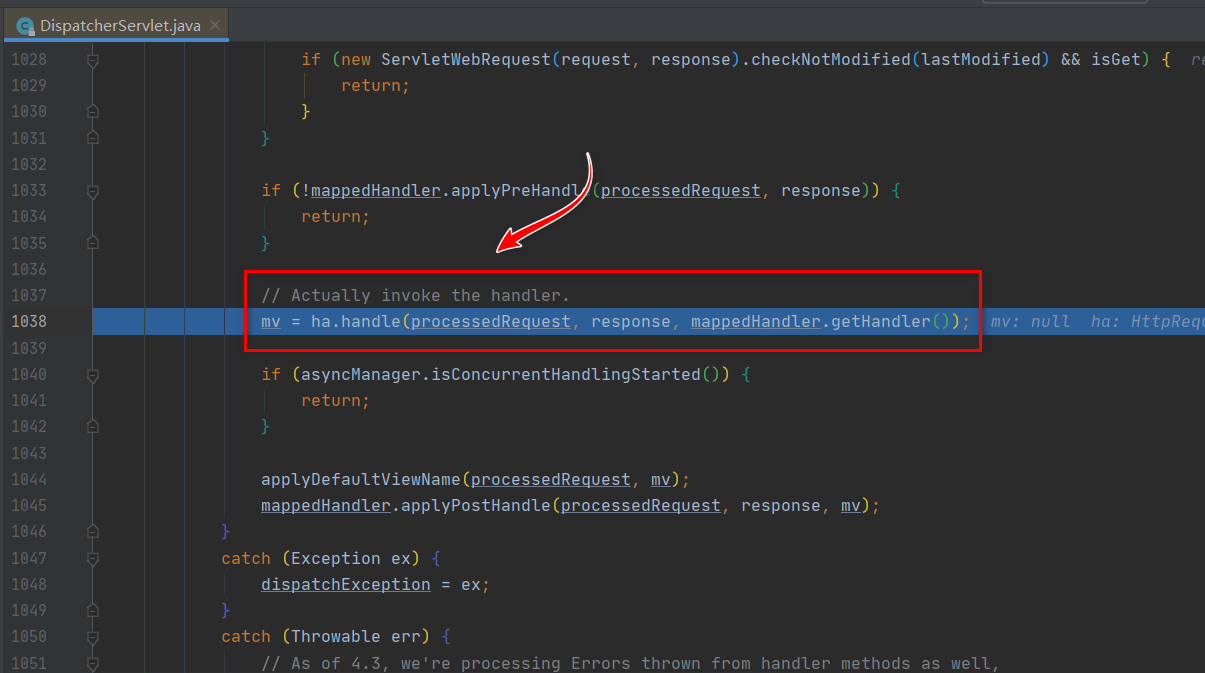 DispatcherServlet.java
1028 if (new ServletWebRequest(request, response).checkNotModified(lastModified) && isGet) {
1029 return;
1030 }
1031 }
1032
1033 if (!mappedHandler.applyPreHandle(processedRequest, response)) {
1034 return;
1035 }
1036
1037 // Actually invoke the handler.
1038 mv = ha.handle(processedRequest, response, mappedHandler.getHandler()); mv: null ha: HttpRequ
1039
1040 if (asyncManager.isConcurrentHandlingStarted()) {
1041 return;
1042 }
1043
1044 applyDefaultViewName(processedRequest, mv);
1045 mappedHandler.applyPostHandle(processedRequest, response, mv);
1046 }
1047 catch (Exception ex) {
1048 dispatchException = ex;
1049 }
1050 catch (Throwable err) {
1051 // As of 4.3, we're processing Errors thrown from handler methods as well,